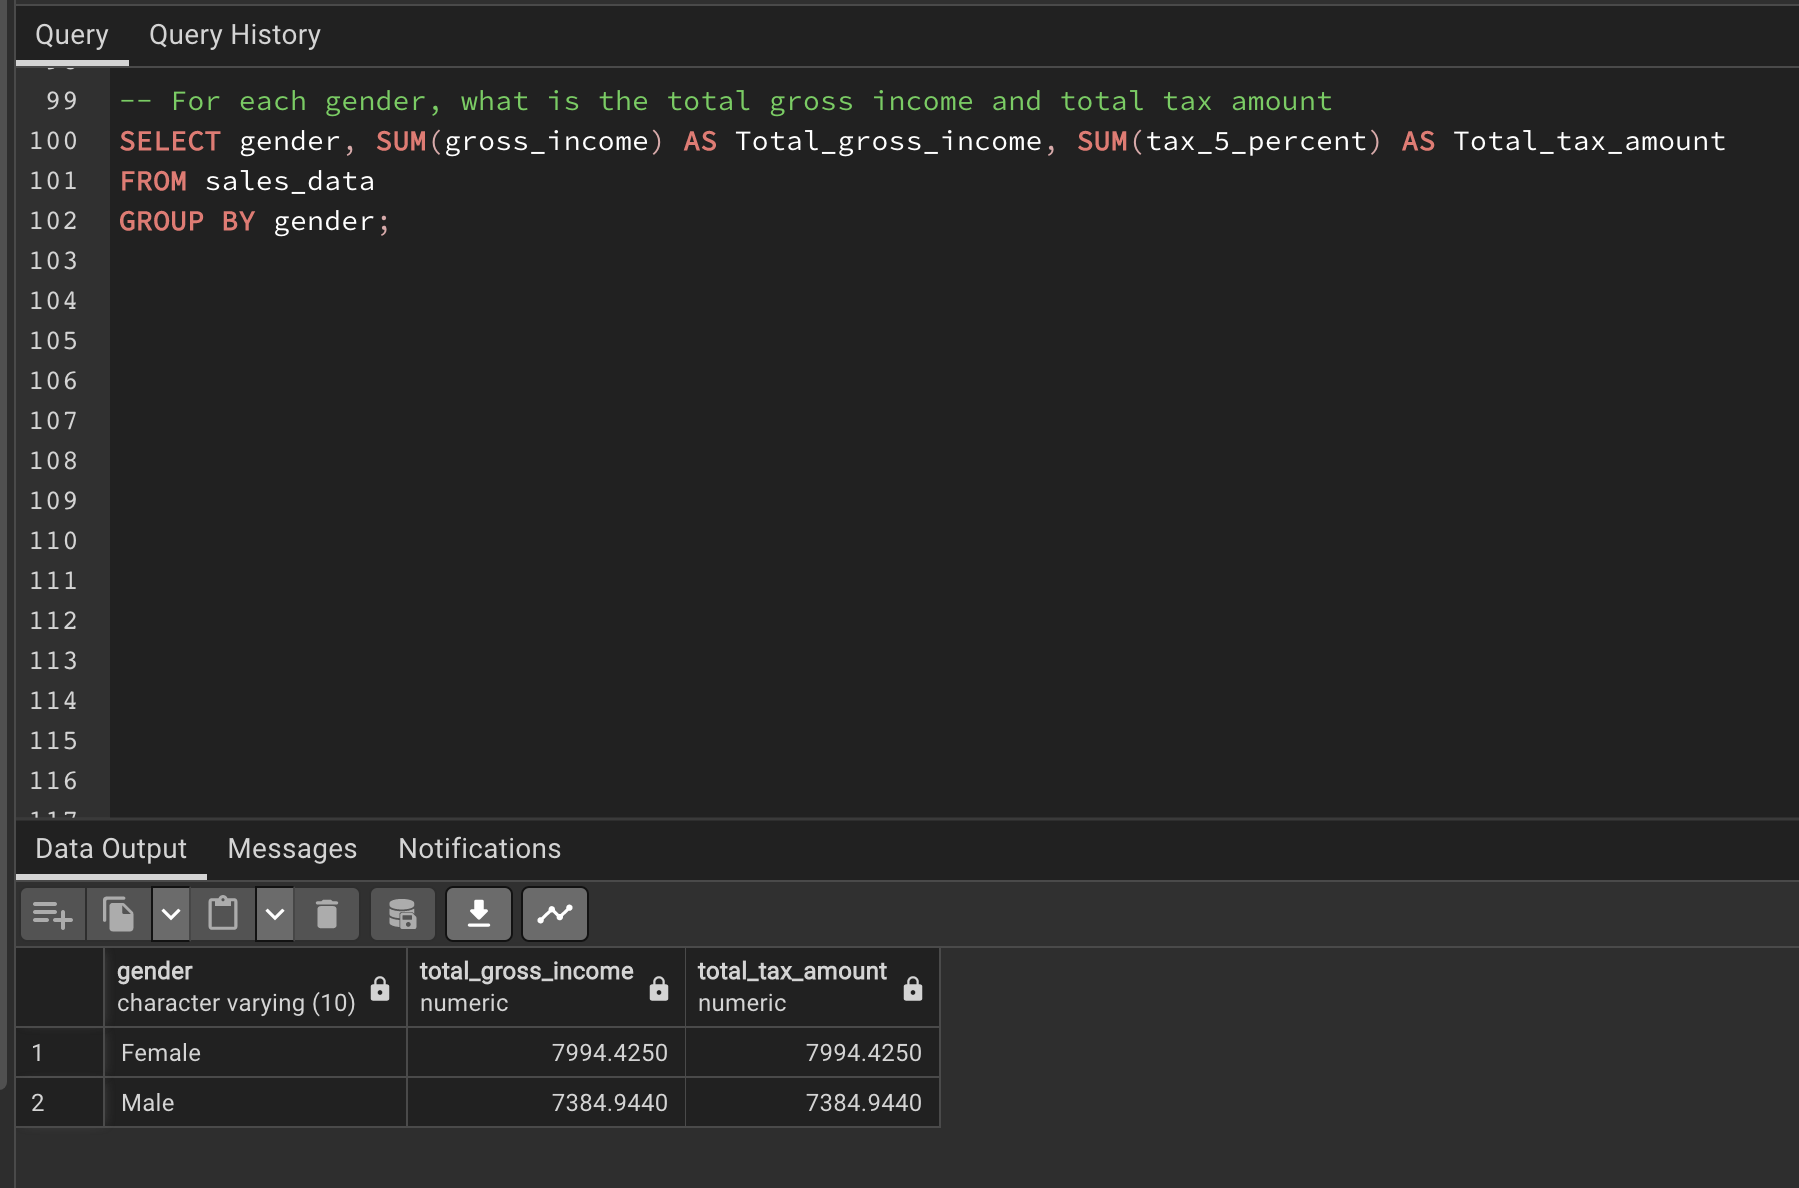 Query Query History
99 -- For each gender, what is the total gross income and total tax amount
100 SELECT gender, SUM(gross_income) AS Total_gross_income, SUM(tax_5_percent) AS Total_tax_amount
101 FROM sales_data
102 GROUP BY gender;
103
104
105
106
107
108
109
110
111
112
113
114
115
116
117
Data Output Messages Notifications
gender total_gross_income total_tax_amount
character varying (10) numeric numeric
1 Female 7994.4250 7994.4250
2 Male 7384.9440 7384.9440